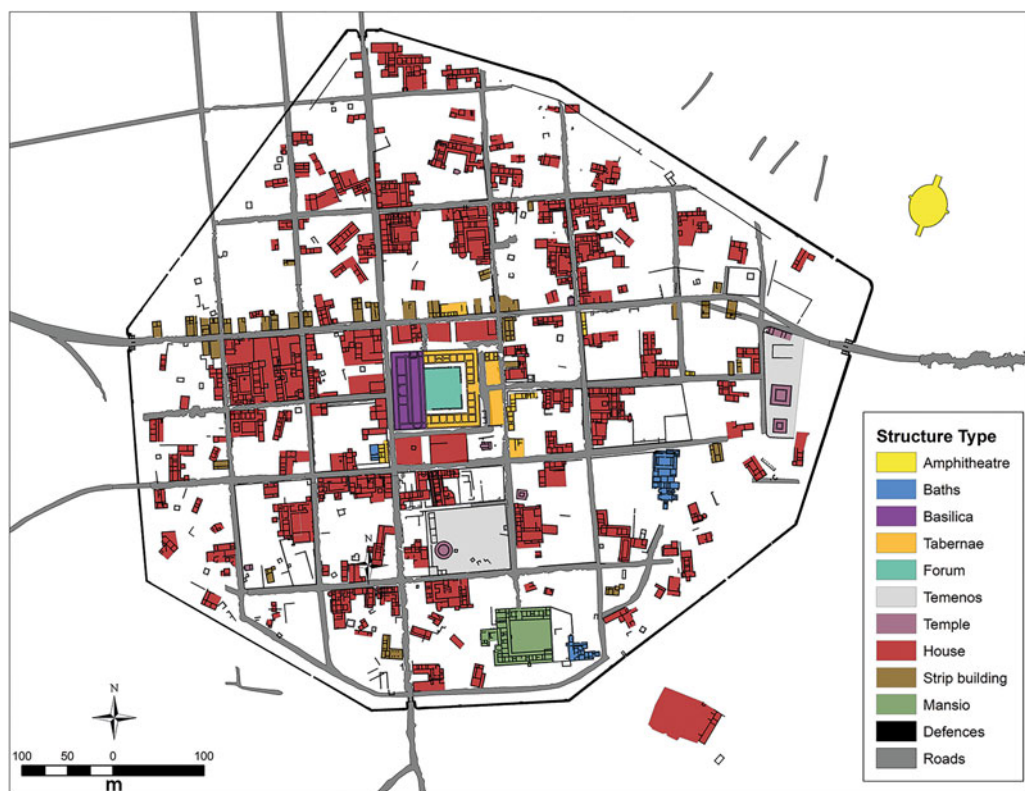 N
Structure Type
Amphitheatre
Baths
Basilica
Tabernae
Forum
Temenos
Temple
House
Strip building
Mansio
Defences
Roads
N
100 50 0 100
m